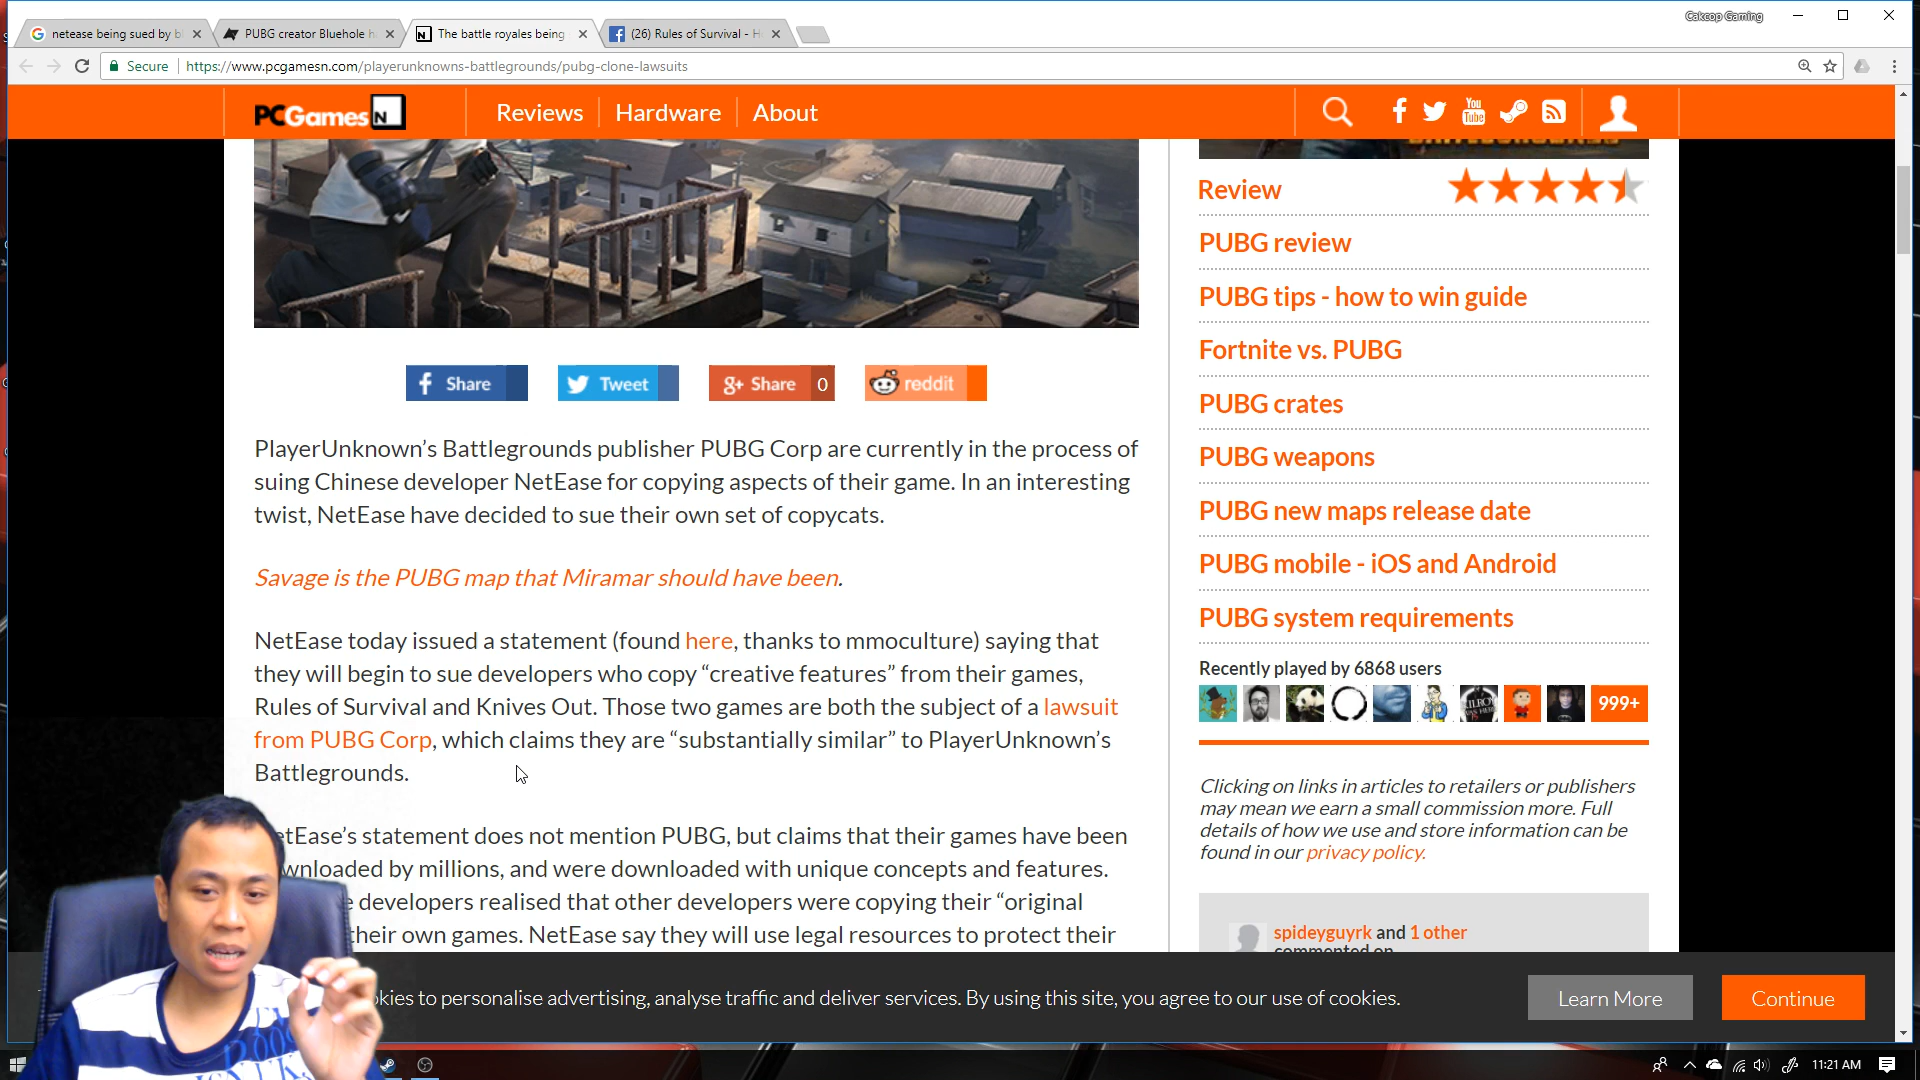 Cakcop Gaming
netease being sued by bl
PUBG creator Bluehole h
The battle royales being
(26) Rules of Survival - H
Secure
https://www.pcgamesn.com/playerunknowns-battlegrounds/pubg-clone-lawsuits
PCGames N
Reviews
Hardware
About
You Tube
Share
Tweet
g+ Share 0
reddit
PlayerUnknown’s Battlegrounds publisher PUBG Corp are currently in the process of
suing Chinese developer NetEase for copying aspects of their game. In an interesting
twist, NetEase have decided to sue their own set of copycats.
Savage is the PUBG map that Miramar should have been.
NetEase today issued a statement (found here, thanks to mmoculture) saying that
they will begin to sue developers who copy “creative features” from their games,
Rules of Survival and Knives Out. Those two games are both the subject of a lawsuit
from PUBG Corp, which claims they are “substantially similar” to PlayerUnknown’s
Battlegrounds.
etEase’s statement does not mention PUBG, but claims that their games have been
wnloaded by millions, and were downloaded with unique concepts and features.
e developers realised that other developers were copying their “original
their own games. NetEase say they will use legal resources to protect their
Review
PUBG review
PUBG tips - how to win guide
Fortnite vs. PUBG
PUBG crates
PUBG weapons
PUBG new maps release date
PUBG mobile - iOS and Android
PUBG system requirements
Recently played by 6868 users
999+
Clicking on links in articles to retailers or publishers
may mean we earn a small commission more. Full
details of how we use and store information can be
found in our privacy policy.
spideyguyrk and 1 other
commented on
kies to personalise advertising, analyse traffic and deliver services. By using this site, you agree to our use of cookies.
Learn More
Continue
11:21 AM